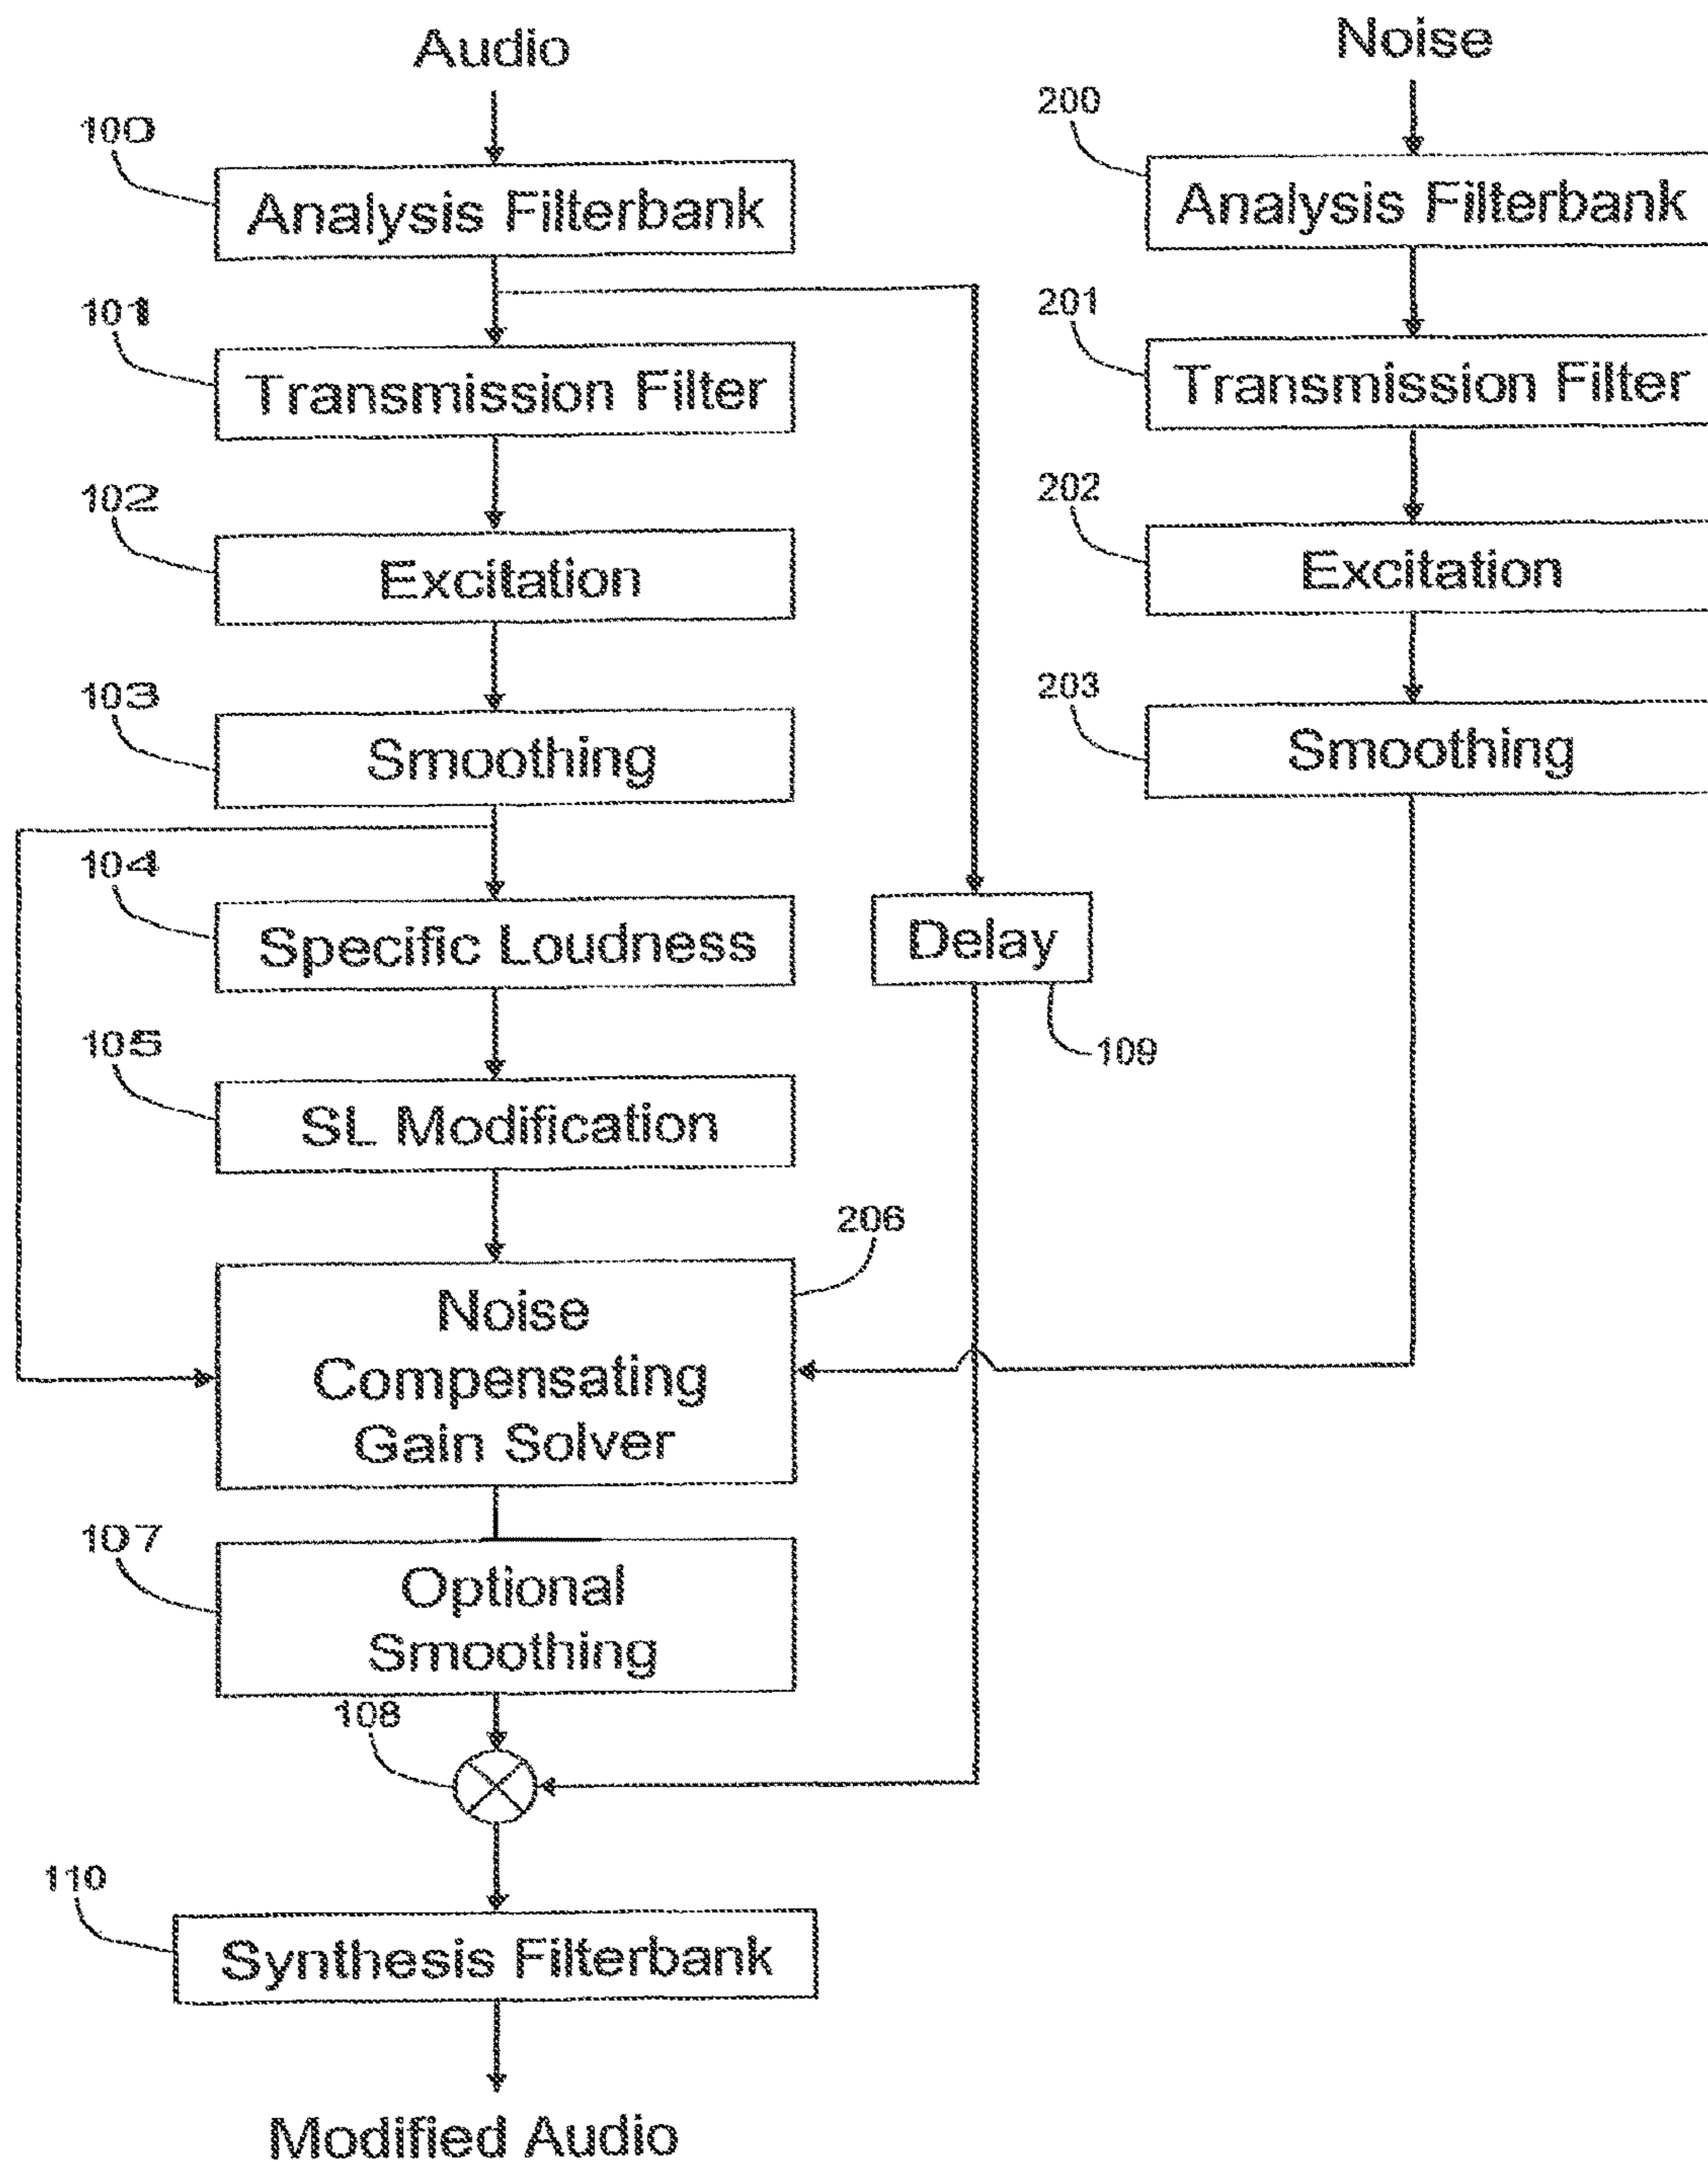 Audio
100
Analysis Filterbank
101
Transmission Filter
102
Excitation
103
Smoothing
104
Specific Loudness
105
SL Modification
206
Noise
Compensating
Gain Solver
107
Optional
Smoothing
108
110
Synthesis Filterbank
Modified Audio
Delay
109
Noise
200
Analysis Filterbank
201
Transmission Filter
202
Excitation
203
Smoothing